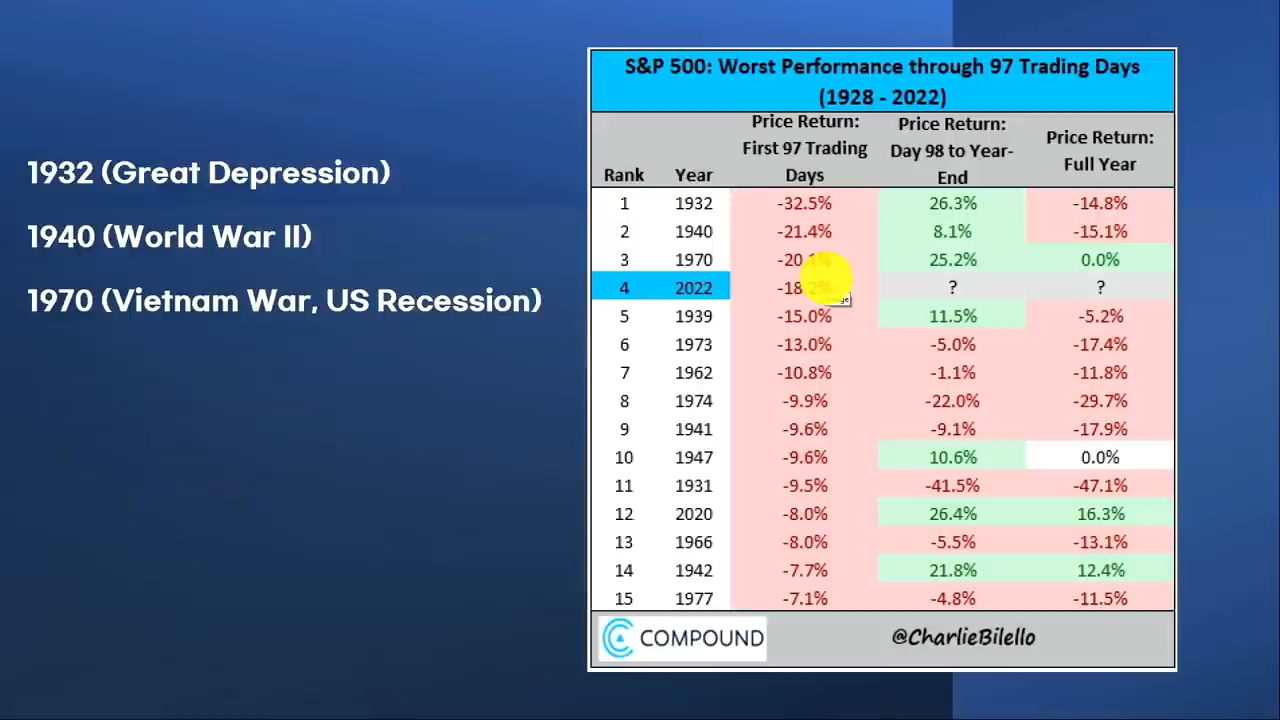 1932 (Great Depression)
1940 (World War II)
1970 (Vietnam War, US Recession)
S&P 500: Worst Performance through 97 Trading Days
(1928 - 2022)
Rank Year Price Return: First 97 Trading Days Price Return: Day 98 to Year-End Price Return: Full Year
1 1932 -32.5% 26.3% -14.8%
2 1940 -21.4% 8.1% -15.1%
3 1970 25.2% 0.0%
4 2022 ? ?
5 1939 -15.0% 11.5% -5.2%
6 1973 -13.0% -5.0% -17.4%
7 1962 -10.8% -1.1% -11.8%
8 1974 -9.9% -22.0% -29.7%
9 1941 -9.6% -9.1% -17.9%
10 1947 -9.6% 10.6% 0.0%
11 1931 -9.5% -41.5% -47.1%
12 2020 -8.0% 26.4% 16.3%
13 1966 -8.0% -5.5% -13.1%
14 1942 -7.7% 21.8% 12.4%
15 1977 -7.1% -4.8% -11.5%
COMPOUND @CharlieBilello